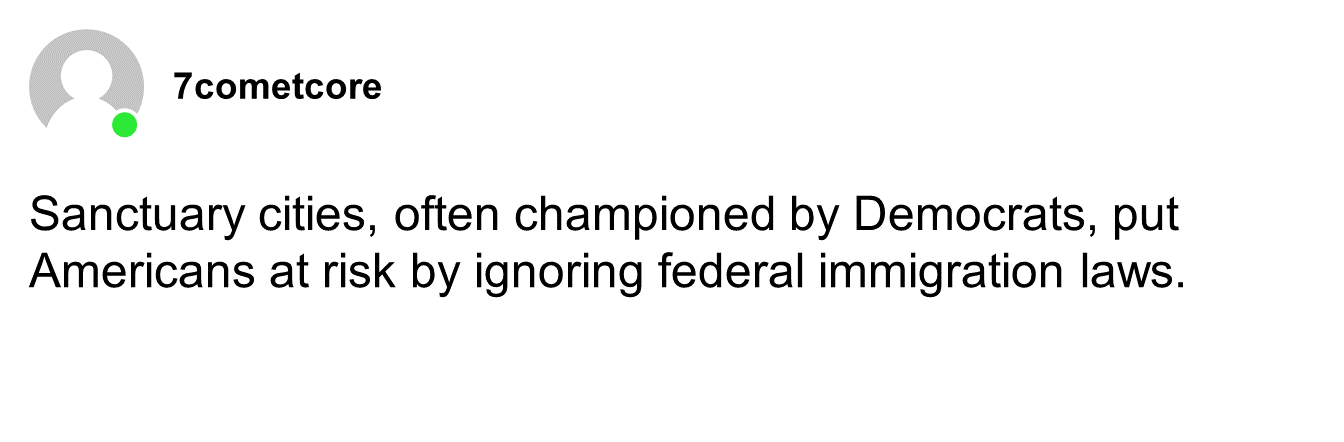 7cometcore
Sanctuary cities, often championed by Democrats, put
Americans at risk by ignoring federal immigration laws.